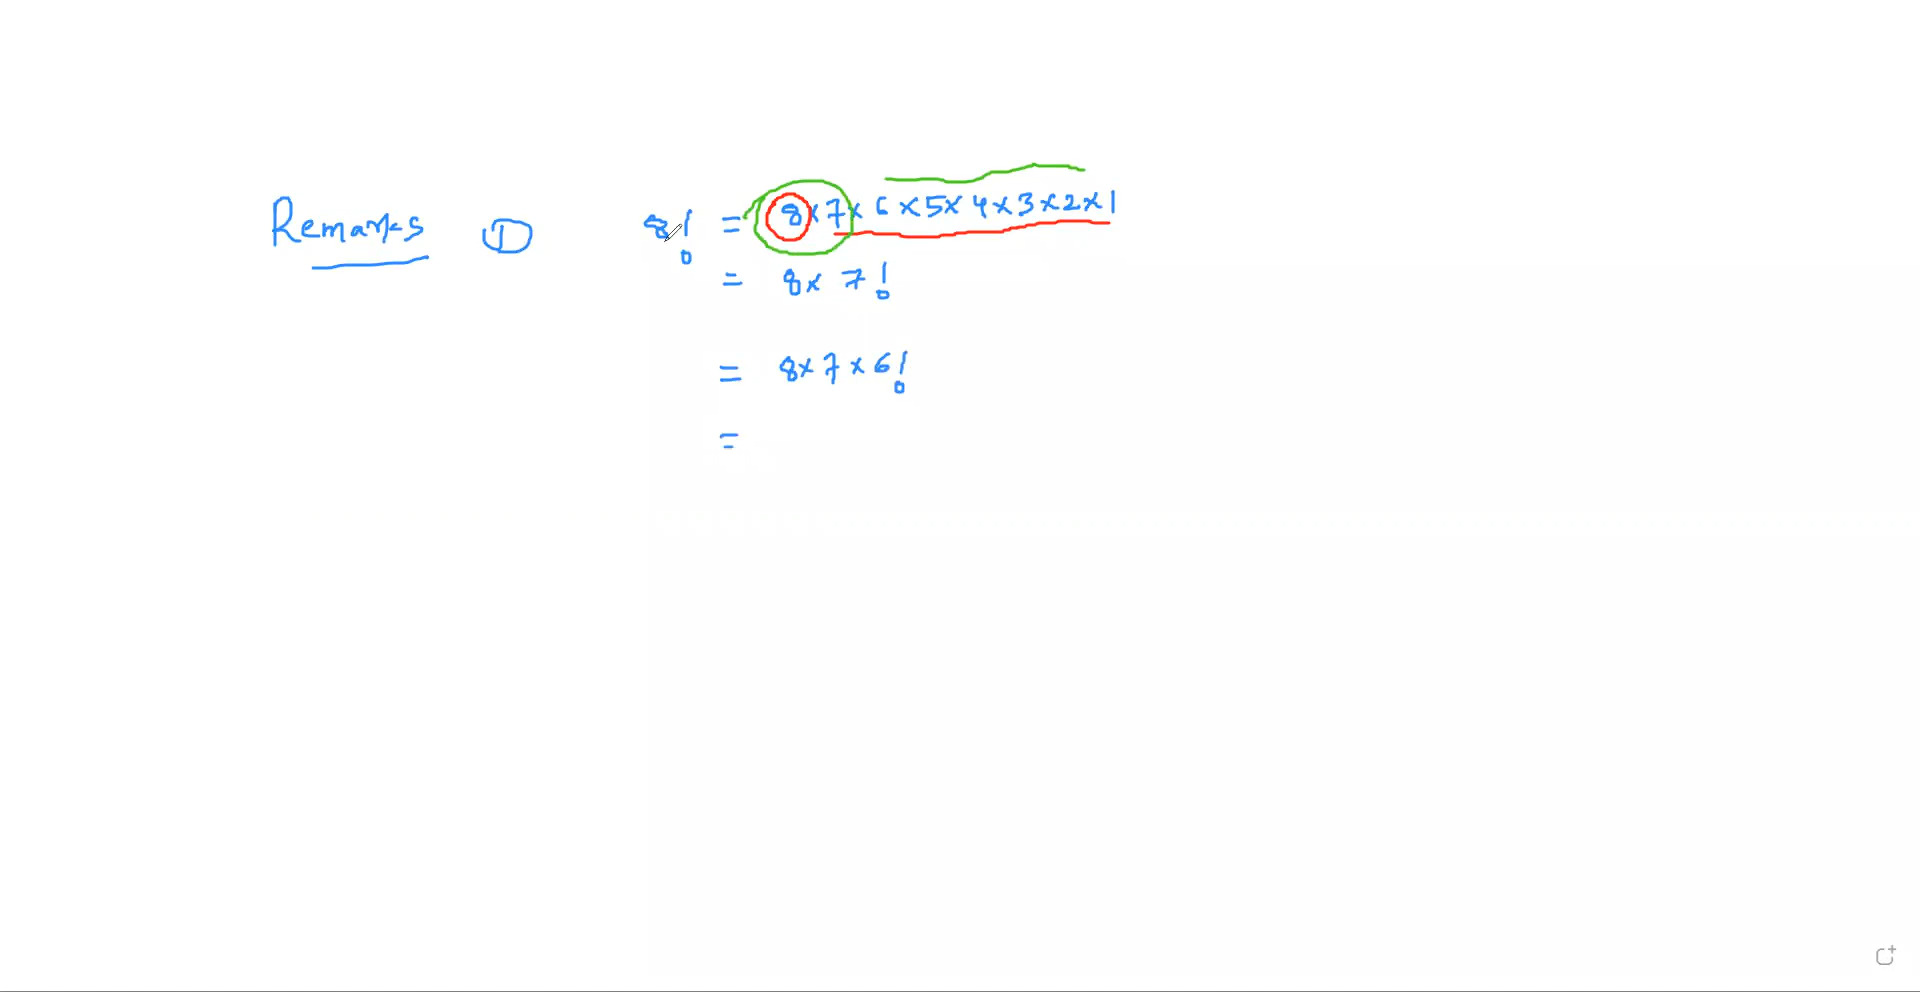 Remarks ① 8! = 8×7×6×5×4×3×2×1
= 8×7!
= 8×7×6!
=